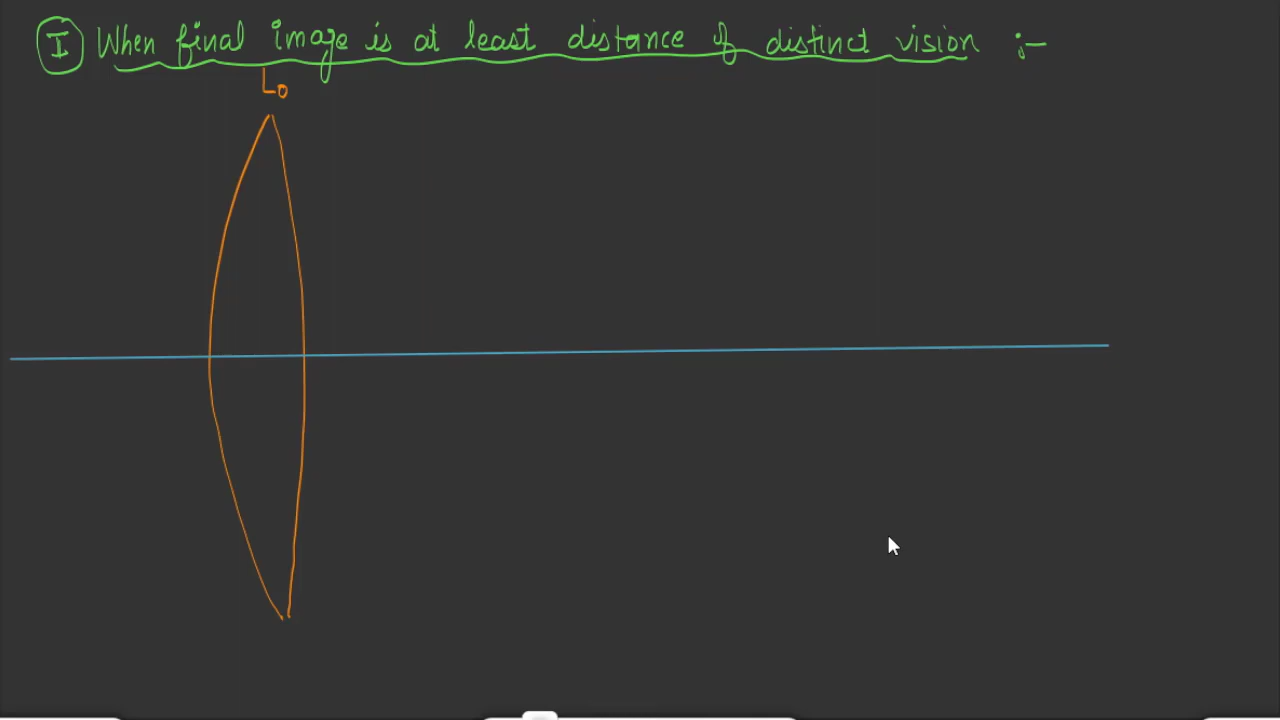 I When final image is at least distance of distinct vision :-
Lo